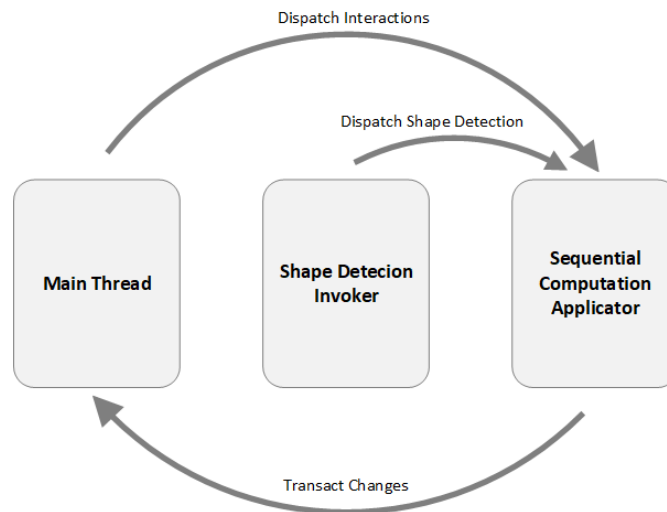 Dispatch Interactions
Dispatch Shape Detection
Main Thread
Shape Detecion
Invoker
Sequential
Computation
Applicator
Transact Changes